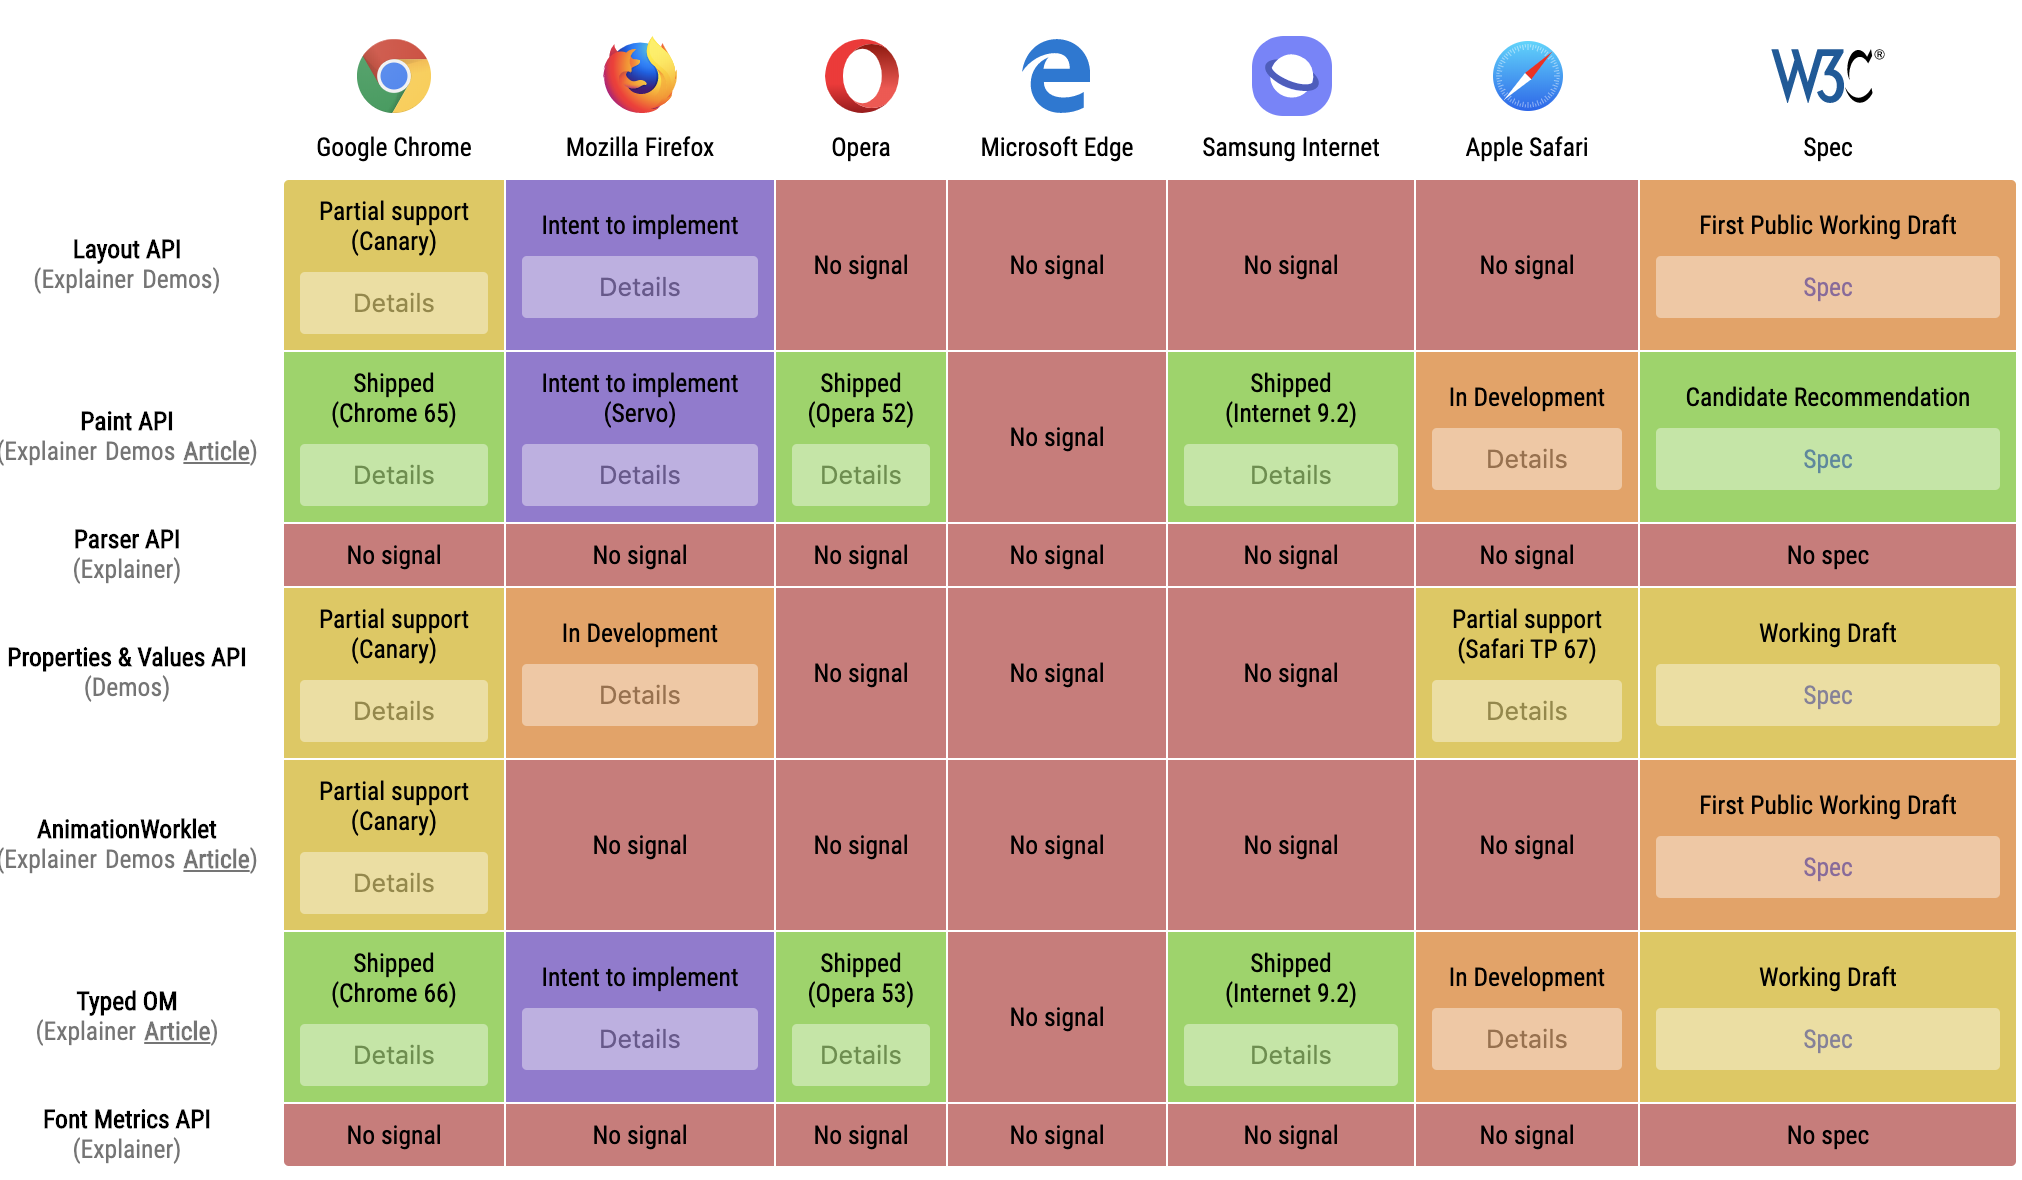 W3C®
Google Chrome Mozilla Firefox Opera Microsoft Edge Samsung Internet Apple Safari Spec
Layout API
(Explainer Demos)
Partial support
(Canary)
Details
Intent to implement
Details
No signal
No signal
No signal
No signal
First Public Working Draft
Spec
Paint API
(Explainer Demos Article)
Shipped
(Chrome 65)
Details
Intent to implement
(Servo)
Details
Shipped
(Opera 52)
Details
No signal
Shipped
(Internet 9.2)
Details
In Development
Details
Candidate Recommendation
Spec
Parser API
(Explainer)
No signal
No signal
No signal
No signal
No signal
No signal
No spec
Properties & Values API
(Demos)
Partial support
(Canary)
Details
In Development
Details
No signal
No signal
No signal
Partial support
(Safari TP 67)
Details
Working Draft
Spec
AnimationWorklet
(Explainer Demos Article)
Partial support
(Canary)
Details
No signal
No signal
No signal
No signal
No signal
First Public Working Draft
Spec
Typed OM
(Explainer Article)
Shipped
(Chrome 66)
Details
Intent to implement
Details
Shipped
(Opera 53)
Details
No signal
Shipped
(Internet 9.2)
Details
In Development
Details
Working Draft
Spec
Font Metrics API
(Explainer)
No signal
No signal
No signal
No signal
No signal
No signal
No spec